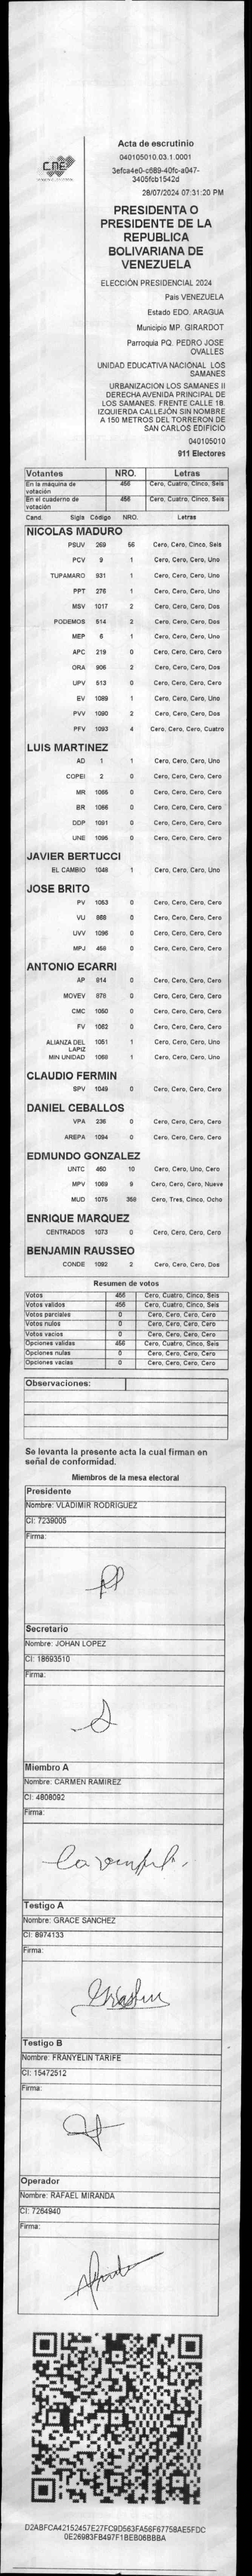 CNE
Acta de escrutinio
040105010.03.1.0001
3efca4e0-c689-40fc-a047-
3405fcb1542d
28/07/2024 07:31:20 PM
PRESIDENTA O
PRESIDENTE DE LA
REPUBLICA
BOLIVARIANA DE
VENEZUELA
ELECCIÓN PRESIDENCIAL 2024
Pais VENEZUELA
Estado EDO. ARAGUA
Municipio MP. GIRARDOT
Parroquia PQ. PEDRO JOSE
OVALLES
UNIDAD EDUCATIVA NACIONAL LOS
SAMANES
URBANIZACION LOS SAMANES II
DERECHA AVENIDA PRINCIPAL DE
LOS SAMANES. FRENTE CALLE 18.
IZQUIERDA CALLEJÓN SIN NOMBRE
A 150 METROS DEL TORRERON DE
SAN CARLOS EDIFICIO
040105010
911 Electores
Votantes NRO. Letras
En la máquina de votación 456 Cero, Cuatro, Cinco, Seis
En el cuaderno de votación 456 Cero, Cuatro, Cinco, Seis
Cand. Sigla Código NRO. Letras
NICOLAS MADURO
PSUV 269 56 Cero, Cero, Cinco, Seis
PCV 9 1 Cero, Cero, Cero, Uno
TUPAMARO 931 1 Cero, Cero, Cero, Uno
PPT 276 1 Cero, Cero, Cero, Uno
MSV 1017 2 Cero, Cero, Cero, Dos
PODEMOS 514 2 Cero, Cero, Cero, Dos
MEP 6 1 Cero, Cero, Cero, Uno
APC 219 0 Cero, Cero, Cero, Cero
ORA 906 2 Cero, Cero, Cero, Dos
UPV 513 0 Cero, Cero, Cero, Cero
EV 1089 1 Cero, Cero, Cero, Uno
PVV 1090 2 Cero, Cero, Cero, Dos
PFV 1093 4 Cero, Cero, Cero, Cuatro
LUIS MARTINEZ
AD 1 1 Cero, Cero, Cero, Uno
COPEI 2 0 Cero, Cero, Cero, Cero
MR 1065 0 Cero, Cero, Cero, Cero
BR 1066 0 Cero, Cero, Cero, Cero
DDP 1091 0 Cero, Cero, Cero, Cero
UNE 1095 0 Cero, Cero, Cero, Cero
JAVIER BERTUCCI
EL CAMBIO 1048 1 Cero, Cero, Cero, Uno
JOSE BRITO
PV 1053 0 Cero, Cero, Cero, Cero
VU 868 0 Cero, Cero, Cero, Cero
UVV 1096 0 Cero, Cero, Cero, Cero
MPJ 458 0 Cero, Cero, Cero, Cero
ANTONIO ECARRI
AP 814 0 Cero, Cero, Cero, Cero
MOVEV 878 0 Cero, Cero, Cero, Cero
CMC 1050 0 Cero, Cero, Cero, Cero
FV 1062 0 Cero, Cero, Cero, Cero
ALIANZA DEL LAPIZ 1051 1 Cero, Cero, Cero, Uno
MIN UNIDAD 1068 1 Cero, Cero, Cero, Uno
CLAUDIO FERMIN
SPV 1049 0 Cero, Cero, Cero, Cero
DANIEL CEBALLOS
VPA 236 0 Cero, Cero, Cero, Cero
AREPA 1094 0 Cero, Cero, Cero, Cero
EDMUNDO GONZALEZ
UNTC 460 10 Cero, Cero, Uno, Cero
MPV 1069 9 Cero, Cero, Cero, Nueve
MUD 1075 358 Cero, Tres, Cinco, Ocho
ENRIQUE MARQUEZ
CENTRADOS 1073 0 Cero, Cero, Cero, Cero
BENJAMIN RAUSSEO
CONDE 1092 2 Cero, Cero, Cero, Dos
Resumen de votos
Votos 456 Cero, Cuatro, Cinco, Seis
Votos validos 456 Cero, Cuatro, Cinco, Seis
Votos parciales 0 Cero, Cero, Cero, Cero
Votos nulos 0 Cero, Cero, Cero, Cero
Votos vacios 0 Cero, Cero, Cero, Cero
Opciones validas 456 Cero, Cuatro, Cinco, Seis
Opciones nulas 0 Cero, Cero, Cero, Cero
Opciones vacias 0 Cero, Cero, Cero, Cero
Observaciones:
Se levanta la presente acta la cual firman en
señal de conformidad.
Miembros de la mesa electoral
Presidente
Nombre: VLADIMIR RODRIGUEZ
CI: 7239005
Firma:
Secretario
Nombre: JOHAN LOPEZ
CI: 18693510
Firma:
Miembro A
Nombre: CARMEN RAMIREZ
CI: 4808092
Firma:
Testigo A
Nombre: GRACE SANCHEZ
CI: 8974133
Firma:
Testigo B
Nombre: FRANYELIN TARIFE
CI: 15472512
Firma:
Operador
Nombre: RAFAEL MIRANDA
CI: 7264940
Firma:
D2ABFCA42152457E27FC9D563FA56F67758AE5FDC
0E26983FB497F1BEB06BBBA